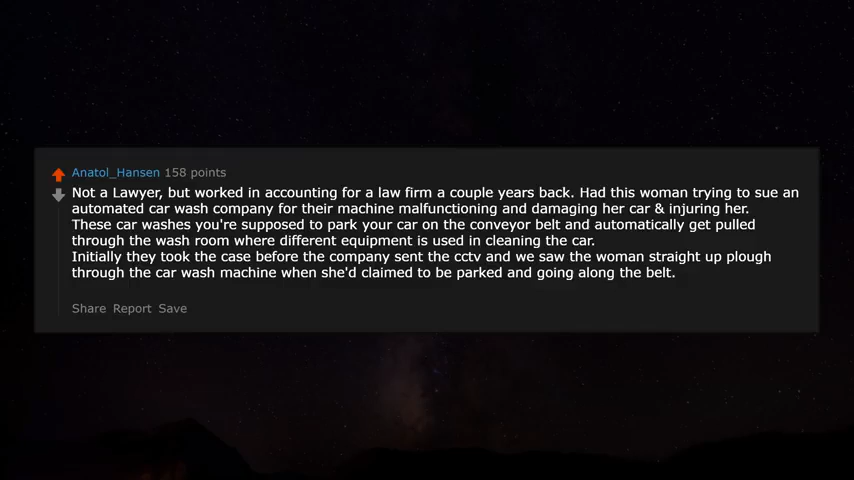 Anatol_Hansen 158 points
Not a Lawyer, but worked in accounting for a law firm a couple years back. Had this woman trying to sue an
automated car wash company for their machine malfunctioning and damaging her car & injuring her.
These car washes you're supposed to park your car on the conveyor belt and automatically get pulled
through the wash room where different equipment is used in cleaning the car.
Initially they took the case before the company sent the cctv and we saw the woman straight up plough
through the car wash machine when she'd claimed to be parked and going along the belt.
Share Report Save